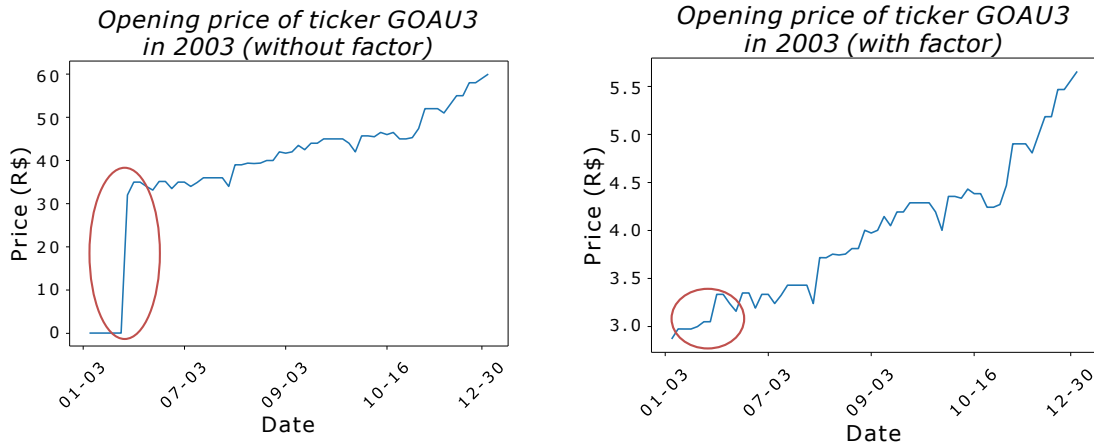 Opening price of ticker GOAU3
in 2003 (without factor)
60
50
40
30
20
10
0
Price (R$)
01-03
07-03
09-03
10-16
12-30
Date
Opening price of ticker GOAU3
in 2003 (with factor)
5.5
5.0
4.5
4.0
3.5
3.0
Price (R$)
01-03
07-03
09-03
10-16
12-30
Date